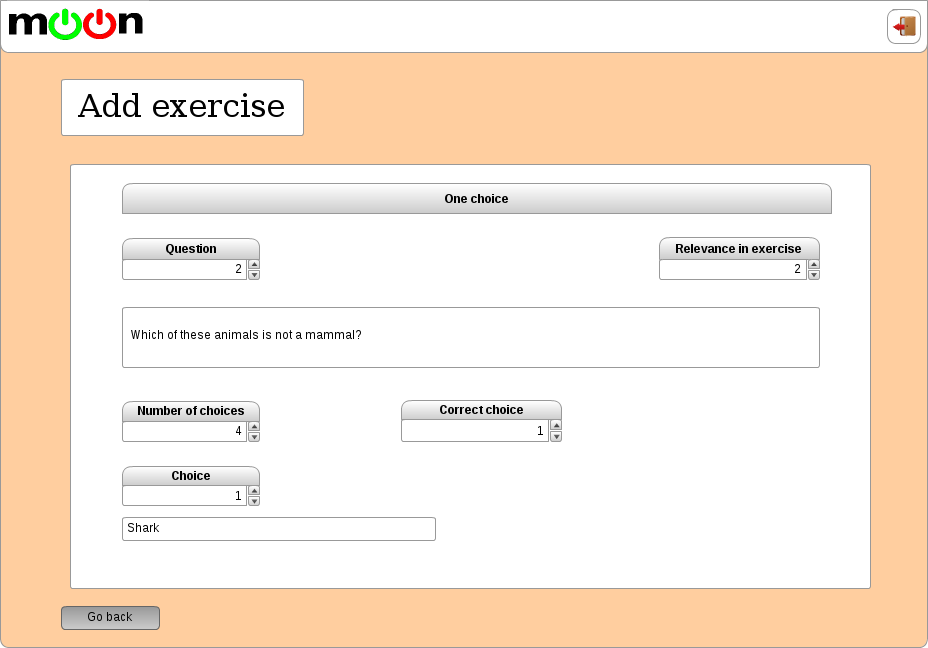 moon
Add exercise
One choice
Question
Relevance in exercise
2
2
Which of these animals is not a mammal?
Number of choices
Correct choice
4
1
Choice
1
Shark
Go back